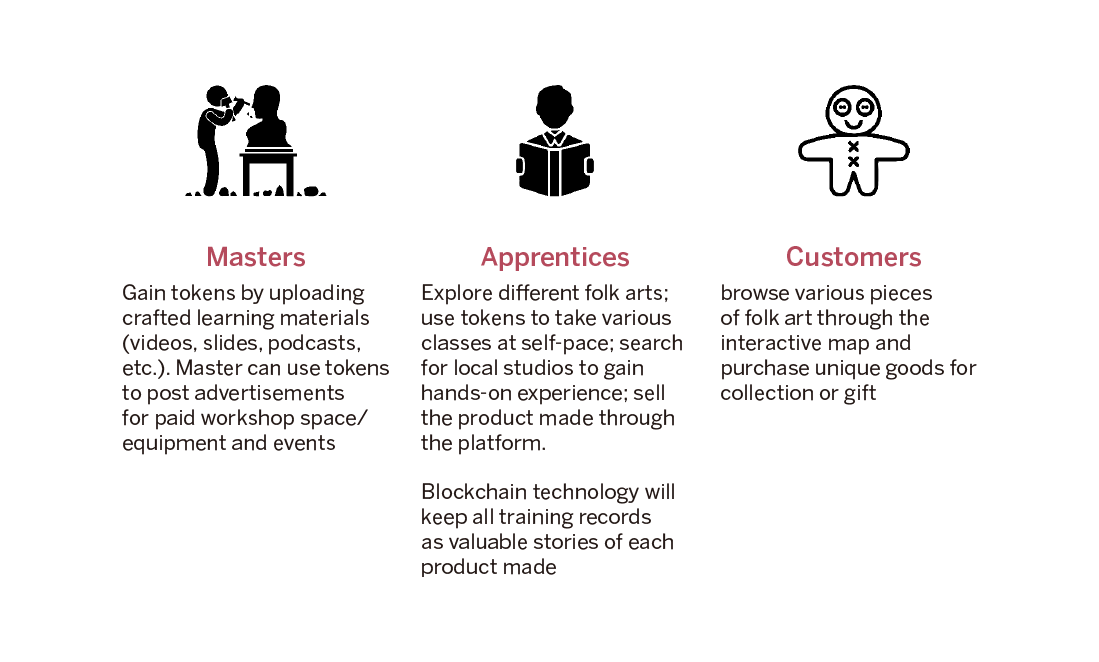 Masters
Gain tokens by uploading
crafted learning materials
(videos, slides, podcasts,
etc.). Master can use tokens
to post advertisements
for paid workshop space/
equipment and events
Apprentices
Explore different folk arts;
use tokens to take various
classes at self-pace; search
for local studios to gain
hands-on experience; sell
the product made through
the platform.
Blockchain technology will
keep all training records
as valuable stories of each
product made
Customers
browse various pieces
of folk art through the
interactive map and
purchase unique goods for
collection or gift